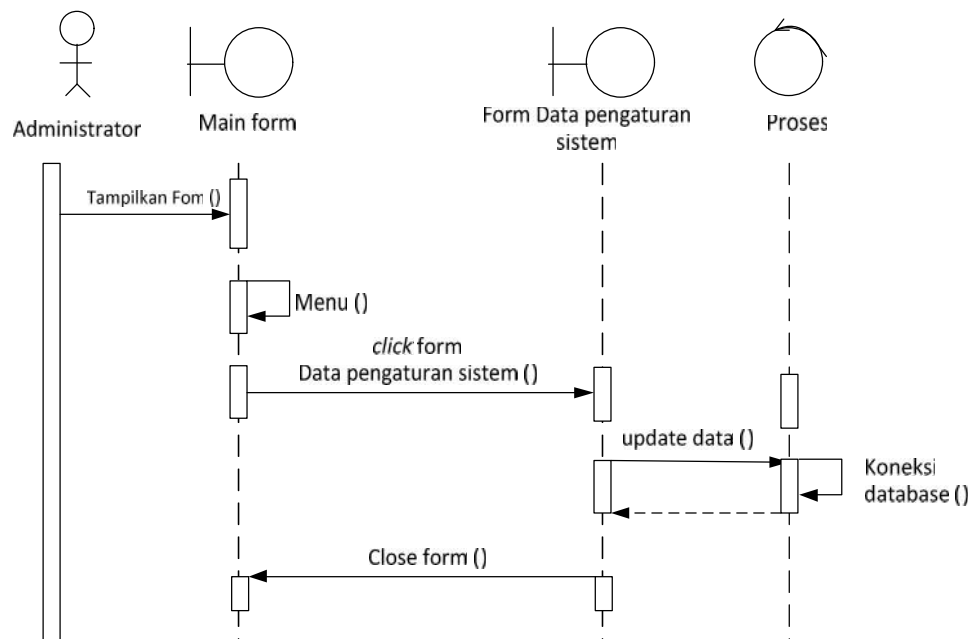 Administrator
Main form
Form Data pengaturan
sistem
Proses
Tampilkan Fom ()
Menu ()
click form
Data pengaturan sistem ()
update data ()
Koneksi
database ()
Close form ()